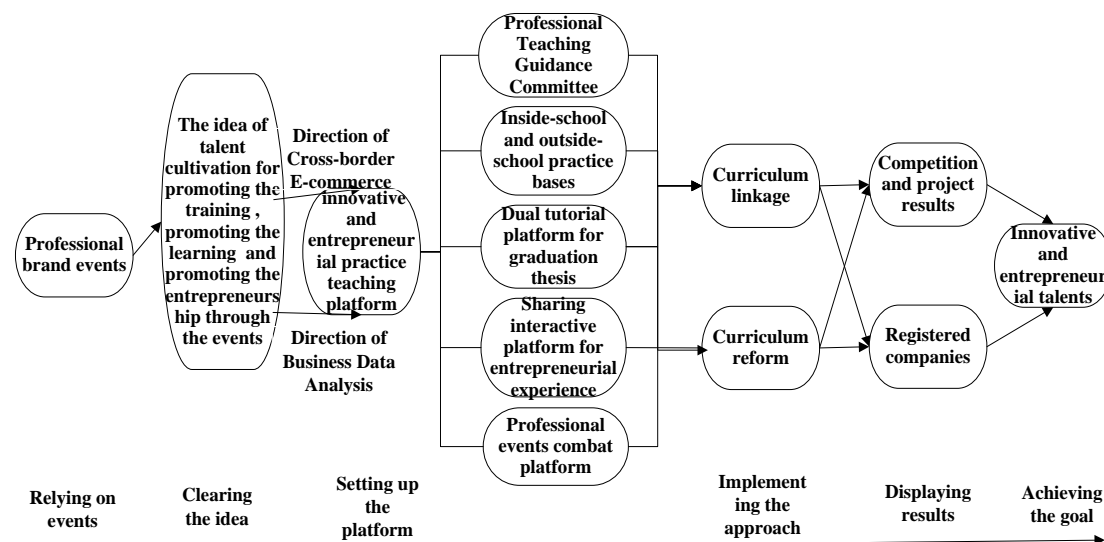 Professional
brand events
The idea of
talent
cultivation for
promoting the
training ,
promoting the
learning and
promoting the
entrepreneurs
hip through
the events
Direction of
Cross-border
E-commerce
innovative
and
entrepreneur
ial practice
teaching
platform
Direction of
Business Data
Analysis
Professional
Teaching
Guidance
Committee
Inside-school
and outside-
school practice
bases
Dual tutorial
platform for
graduation
thesis
Sharing
interactive
platform for
entrepreneurial
experience
Professional
events combat
platform
Curriculum
linkage
Curriculum
reform
Competition
and project
results
Registered
companies
Innovative
and
entrepreneur
ial talents
Relying on
events
Clearing
the idea
Setting up
the
platform
Implement
ing the
approach
Displaying
results
Achieving
the goal